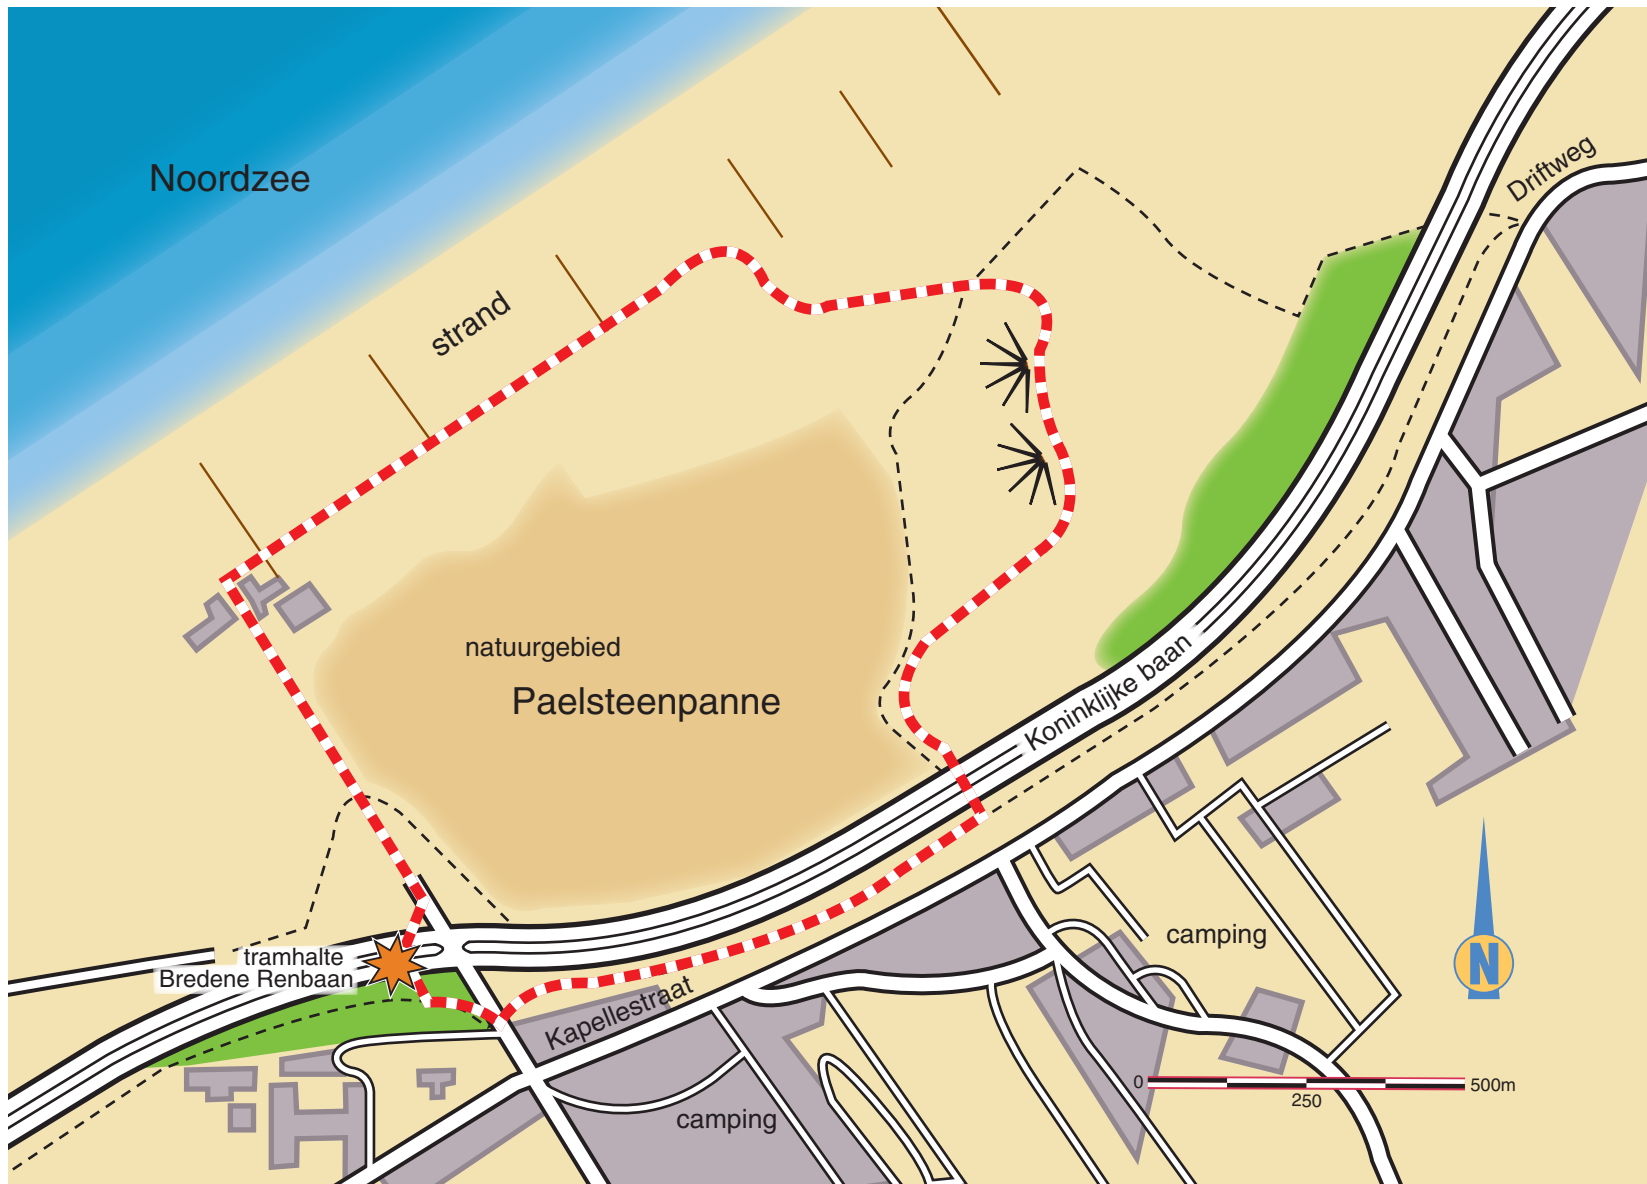 Noordzee
Driftweg
strand
natuurgebied
Paelsteenpanne
Koninklijke baan
camping
tramhalte
Bredene Renbaan
N
Kapellestraat
0
500m
250
camping